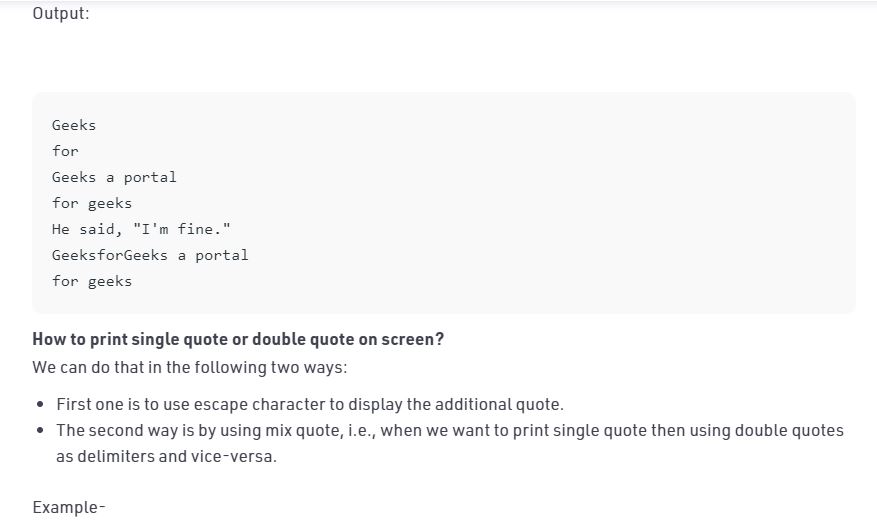 Output:
Geeks
for
Geeks a portal
for geeks
He said, "I'm fine."
GeeksforGeeks a portal
for geeks
How to print single quote or double quote on screen?
We can do that in the following two ways:
• First one is to use escape character to display the additional quote.
• The second way is by using mix quote, i.e., when we want to print single quote then using double quotes
as delimiters and vice-versa.
Example-